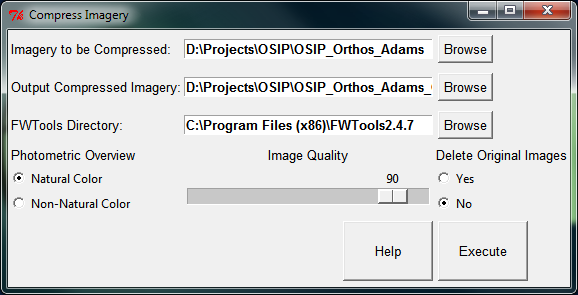 Compress Imagery
Imagery to be Compressed: D:\Projects\OSIP\OSIP_Orthos_Adams Browse
Output Compressed Imagery: D:\Projects\OSIP\OSIP_Orthos_Adams_ Browse
FWTools Directory: C:\Program Files (x86)\FWTools2.4.7 Browse
Photometric Overview Image Quality Delete Original Images
Natural Color 90 Yes
Non-Natural Color No
Help Execute